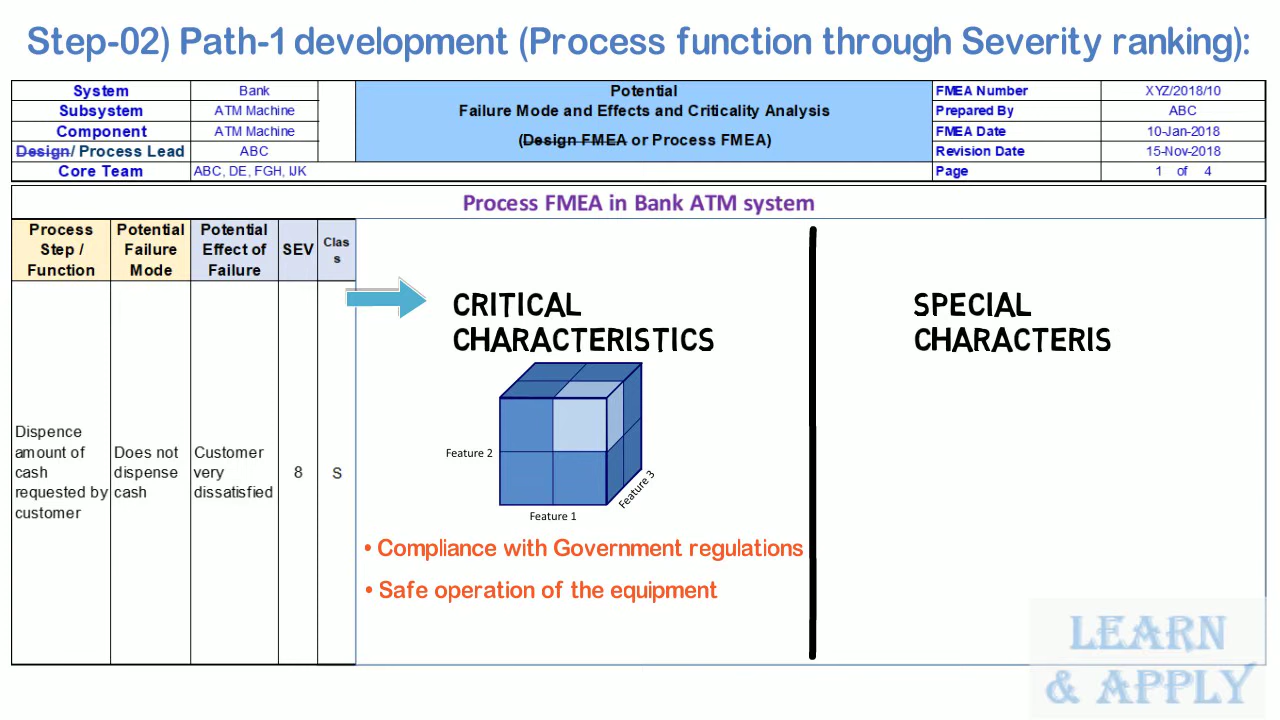 Step-02) Path-1 development (Process function through Severity ranking):
System
Bank
Subsystem
ATM Machine
Component
ATM Machine
Design/ Process Lead
ABC
Core Team
ABC, DE, FGH, IJK
Potential
Failure Mode and Effects and Criticality Analysis
(Design FMEA or Process FMEA)
FMEA Number
XYZ/2018/10
Prepared By
ABC
FMEA Date
10-Jan-2018
Revision Date
15-Nov-2018
Page
1 of 4
Process FMEA in Bank ATM system
Process
Step /
Function
Potential
Failure
Mode
Potential
Effect of
Failure
SEV
Clas
s
Dispence
amount of
cash
requested by
customer
Does not
dispense
cash
Customer
very
dissatisfied
8
S
CRITICAL
CHARACTERISTICS
Feature 2
Feature 3
Feature 1
• Compliance with Government regulations
• Safe operation of the equipment
SPECIAL
CHARACTERIS
LEARN
& APPLY